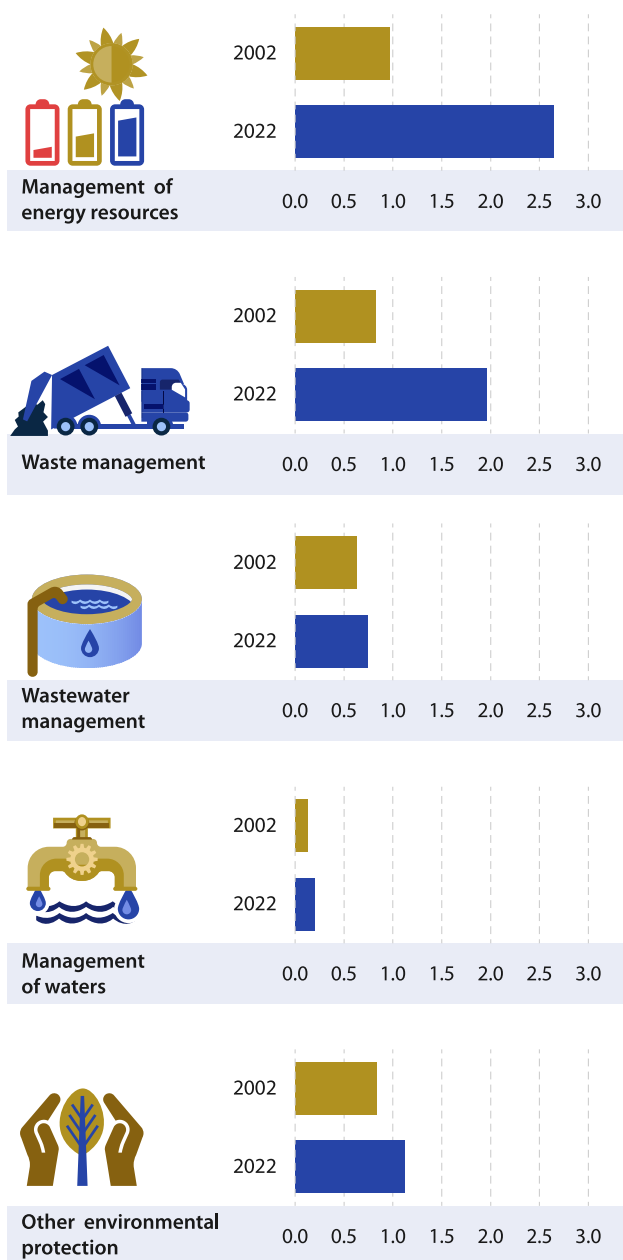 2002
2022
Management of
energy resources
0.0 0.5 1.0 1.5 2.0 2.5 3.0
2002
2022
Waste management
0.0 0.5 1.0 1.5 2.0 2.5 3.0
2002
2022
Wastewater
management
0.0 0.5 1.0 1.5 2.0 2.5 3.0
2002
2022
Management
of waters
0.0 0.5 1.0 1.5 2.0 2.5 3.0
2002
2022
Other environmental
protection
0.0 0.5 1.0 1.5 2.0 2.5 3.0